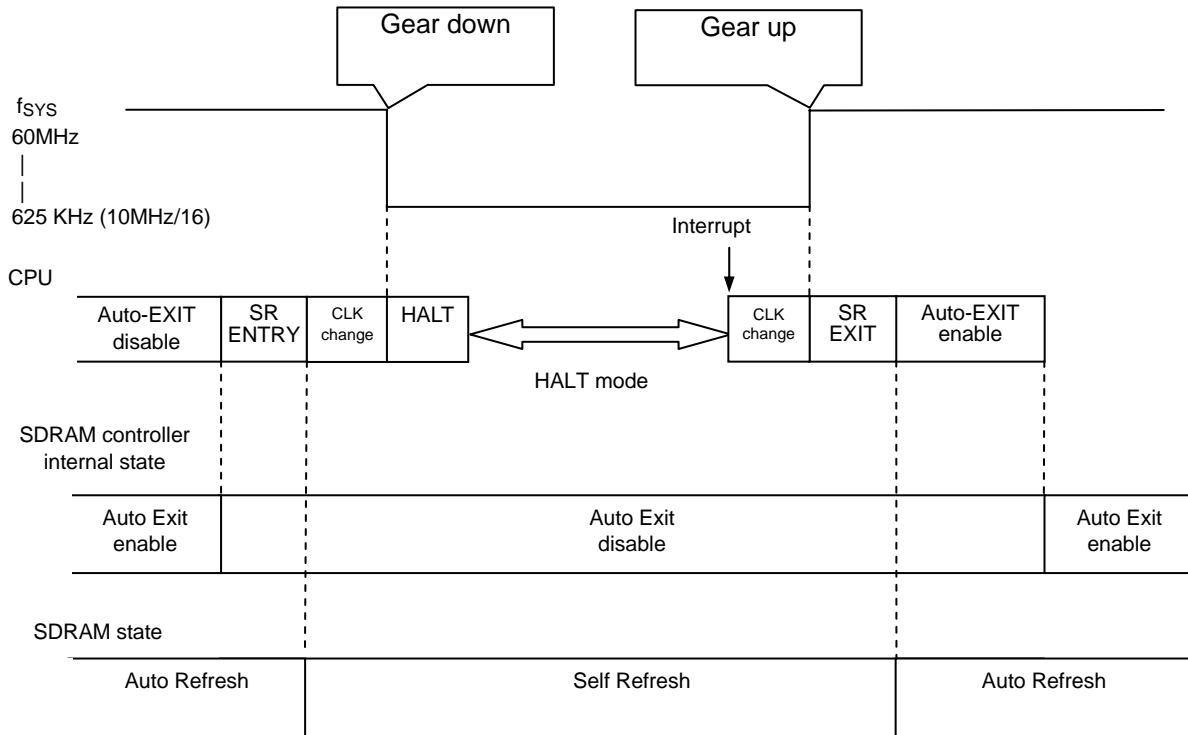 Gear down
Gear up
fSYS
60MHz
|
|
625 KHz (10MHz/16)
Interrupt
CPU
Auto-EXIT
disable
SR
ENTRY
CLK
change
HALT
CLK
change
SR
EXIT
Auto-EXIT
enable
HALT mode
SDRAM controller
internal state
Auto Exit
enable
Auto Exit
disable
Auto Exit
enable
SDRAM state
Auto Refresh
Self Refresh
Auto Refresh